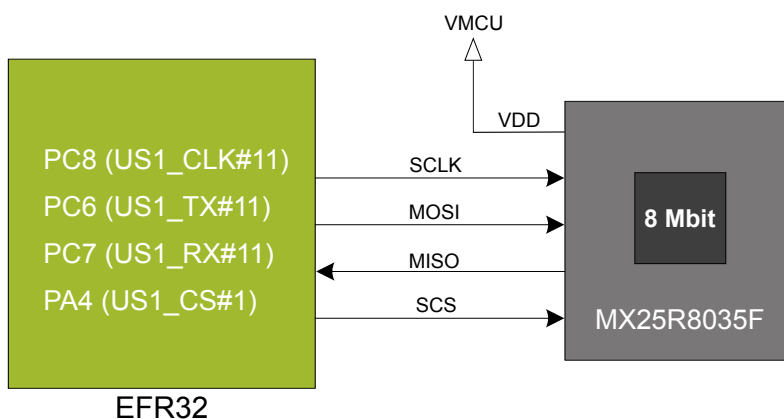 VMCU
VDD
PC8 (US1_CLK#11)
SCLK
PC6 (US1_TX#11)
MOSI
8 Mbit
PC7 (US1_RX#11)
MISO
PA4 (US1_CS#1)
SCS
MX25R8035F
EFR32